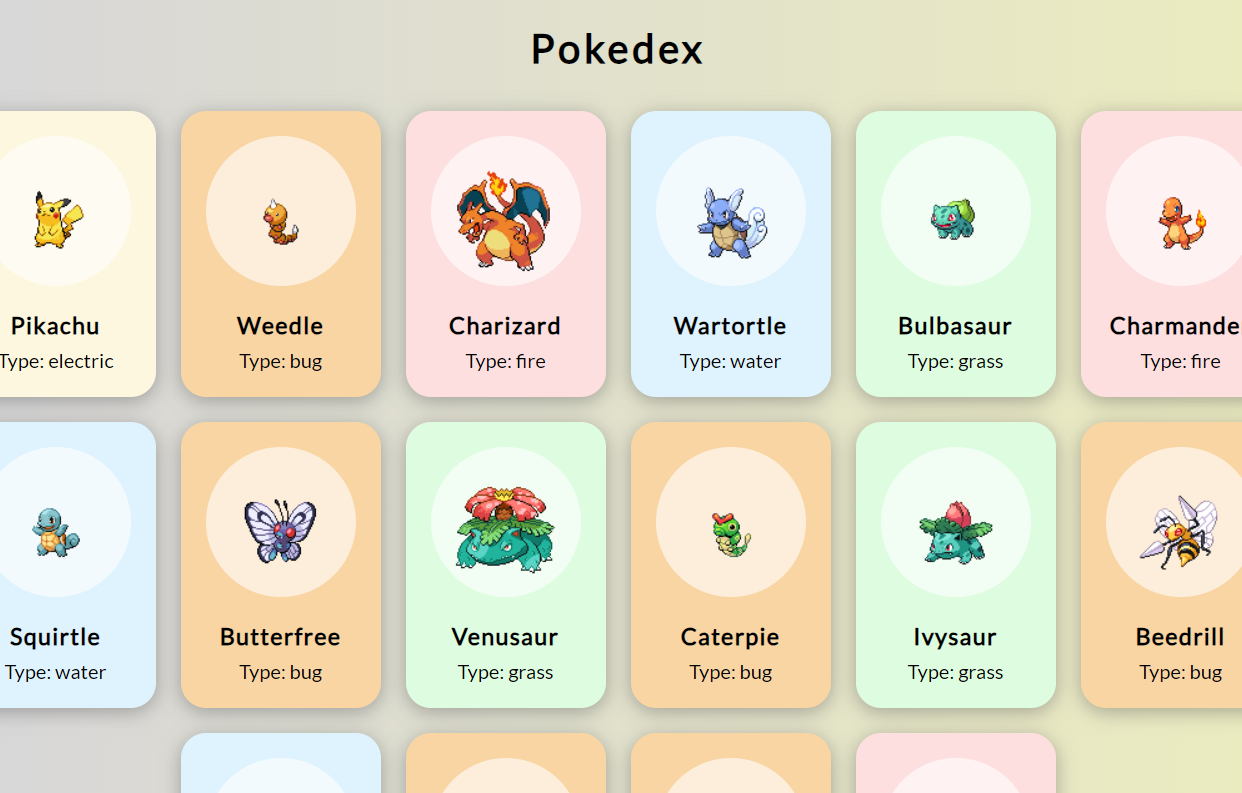 Pokedex
Pikachu
Type: electric
Weedle
Type: bug
Charizard
Type: fire
Wartortle
Type: water
Bulbasaur
Type: grass
Charmande
Type: fire
Squirtle
Type: water
Butterfree
Type: bug
Venusaur
Type: grass
Caterpie
Type: bug
Ivysaur
Type: grass
Beedrill
Type: bug